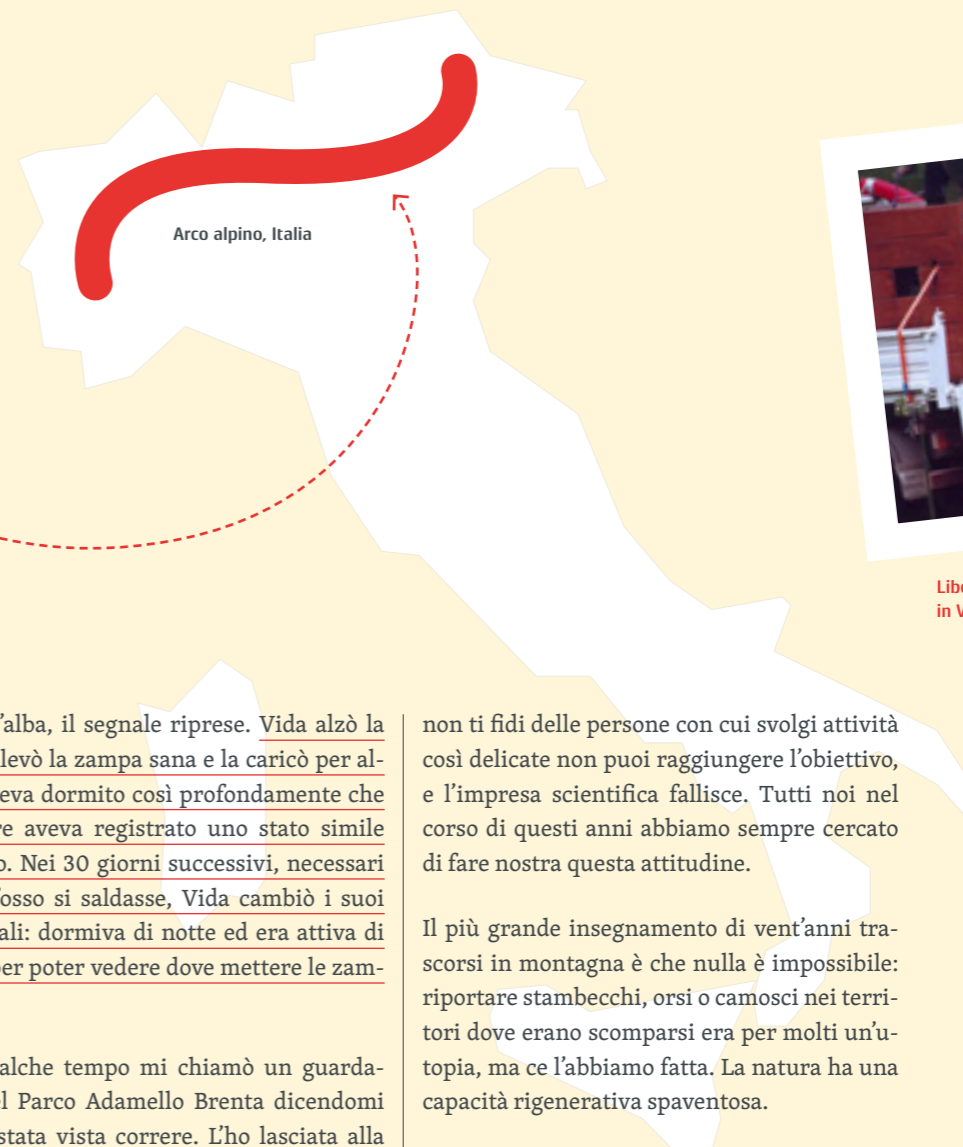 Arco alpino, Italia
in
’alba, il segnale riprese. Vida alzò la
levò la zampa sana e la caricò per al-
eva dormito così profondamente che
re aveva registrato uno stato simile
o. Nei 30 giorni successivi, necessari
’osso si saldasse, Vida cambiò i suoi
ali: dormiva di notte ed era attiva di
per poter vedere dove mettere le zam-
alche tempo mi chiamò un guarda-
l Parco Adamello Brenta dicendomi
stata vista correre. L’ho lasciata alla
non ti fidi delle persone con cui svolgi attività
così delicate non puoi raggiungere l’obiettivo,
e l’impresa scientifica fallisce. Tutti noi nel
corso di questi anni abbiamo sempre cercato
di fare nostra questa attitudine.
Il più grande insegnamento di vent’anni tra-
scorsi in montagna è che nulla è impossibile:
riportare stambecchi, orsi o camosci nei terri-
tori dove erano scomparsi era per molti un’u-
topia, ma ce l’abbiamo fatta. La natura ha una
capacità rigenerativa spaventosa.